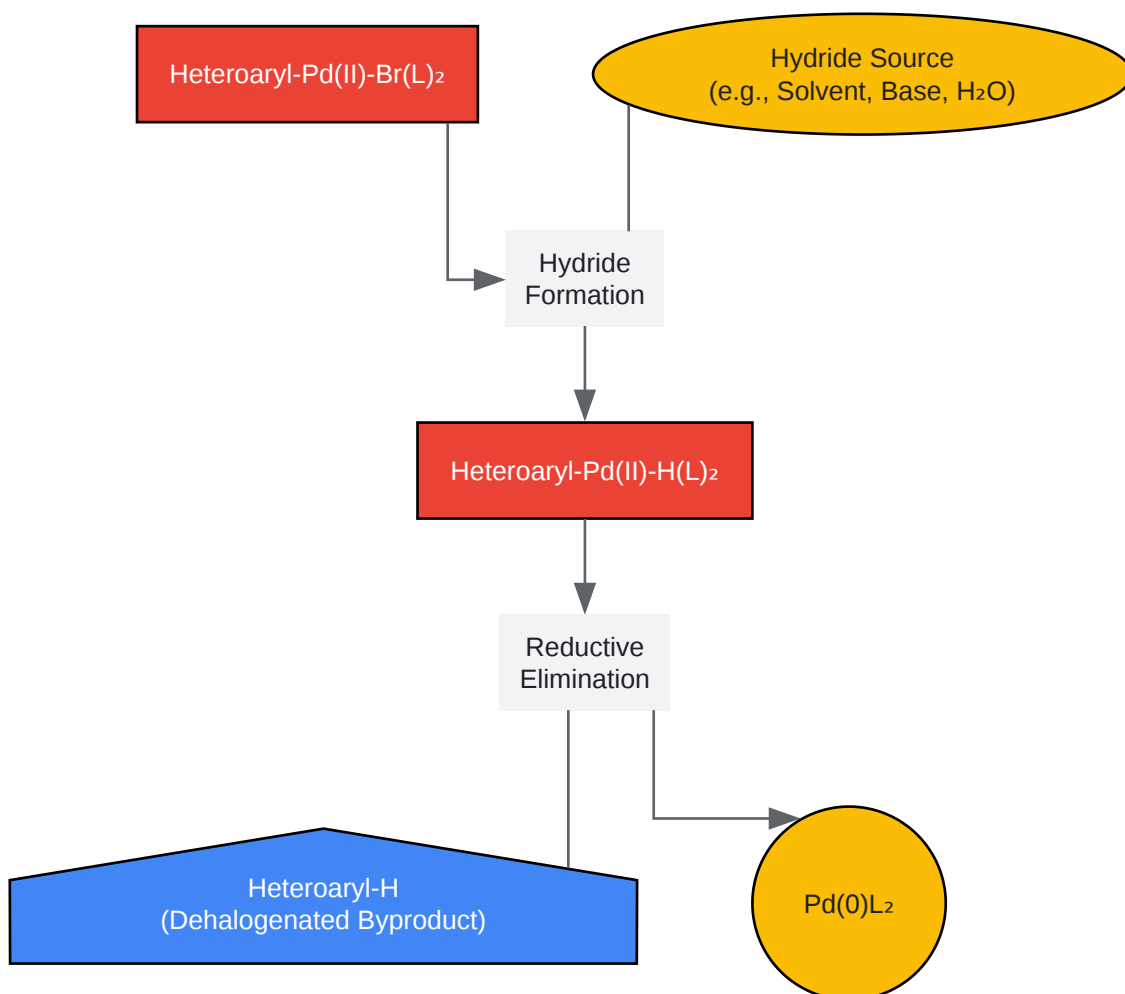 Heteroaryl-Pd(II)-Br(L)₂
Hydride Source
(e.g., Solvent, Base, H₂O)
Hydride
Formation
Heteroaryl-Pd(II)-H(L)₂
Reductive
Elimination
Heteroaryl-H
(Dehalogenated Byproduct)
Pd(0)L₂